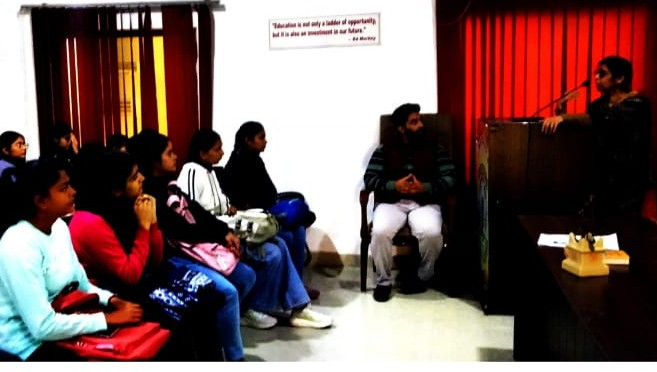 "Education is not only a ladder of opportunity,
but it is also an investment in our future."
- Ed Markey